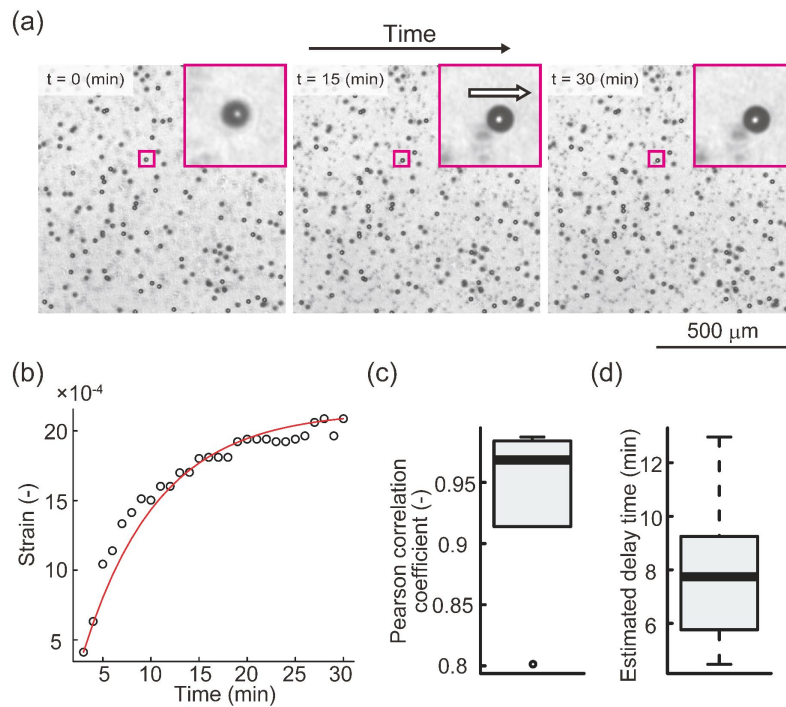 (a)
Time
t = 0 (min)
t = 15 (min)
t = 30 (min)
500 μm
(b)
×10⁻⁴
20
15
10
5
Strain (-)
5
10
15
20
25
30
Time (min)
(c)
0.95
0.9
0.85
0.8
Pearson correlation
coefficient (-)
(d)
12
10
8
6
Estimated delay time (min)